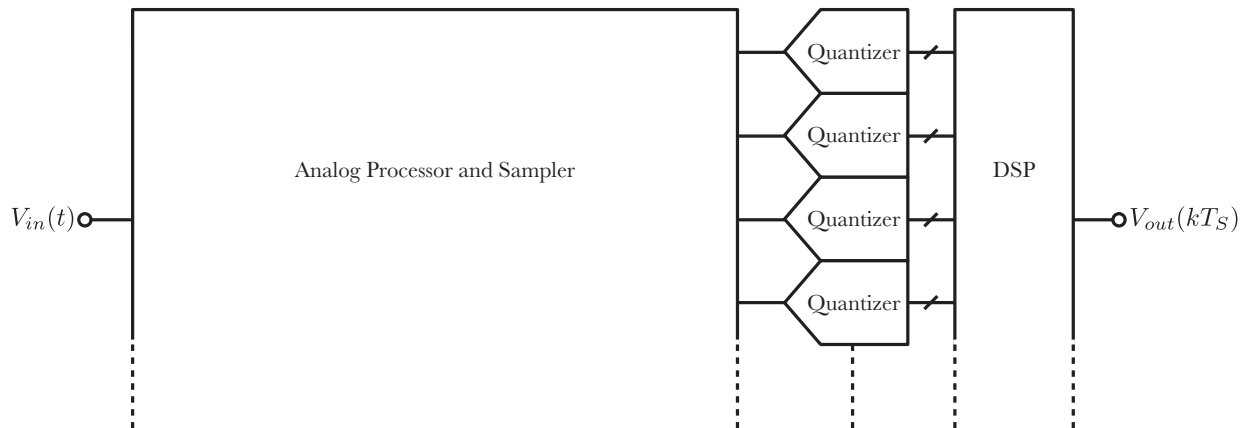 Quantizer
Quantizer
Analog Processor and Sampler
DSP
V_{in}(t)
Quantizer
V_{out}(kT_S)
Quantizer